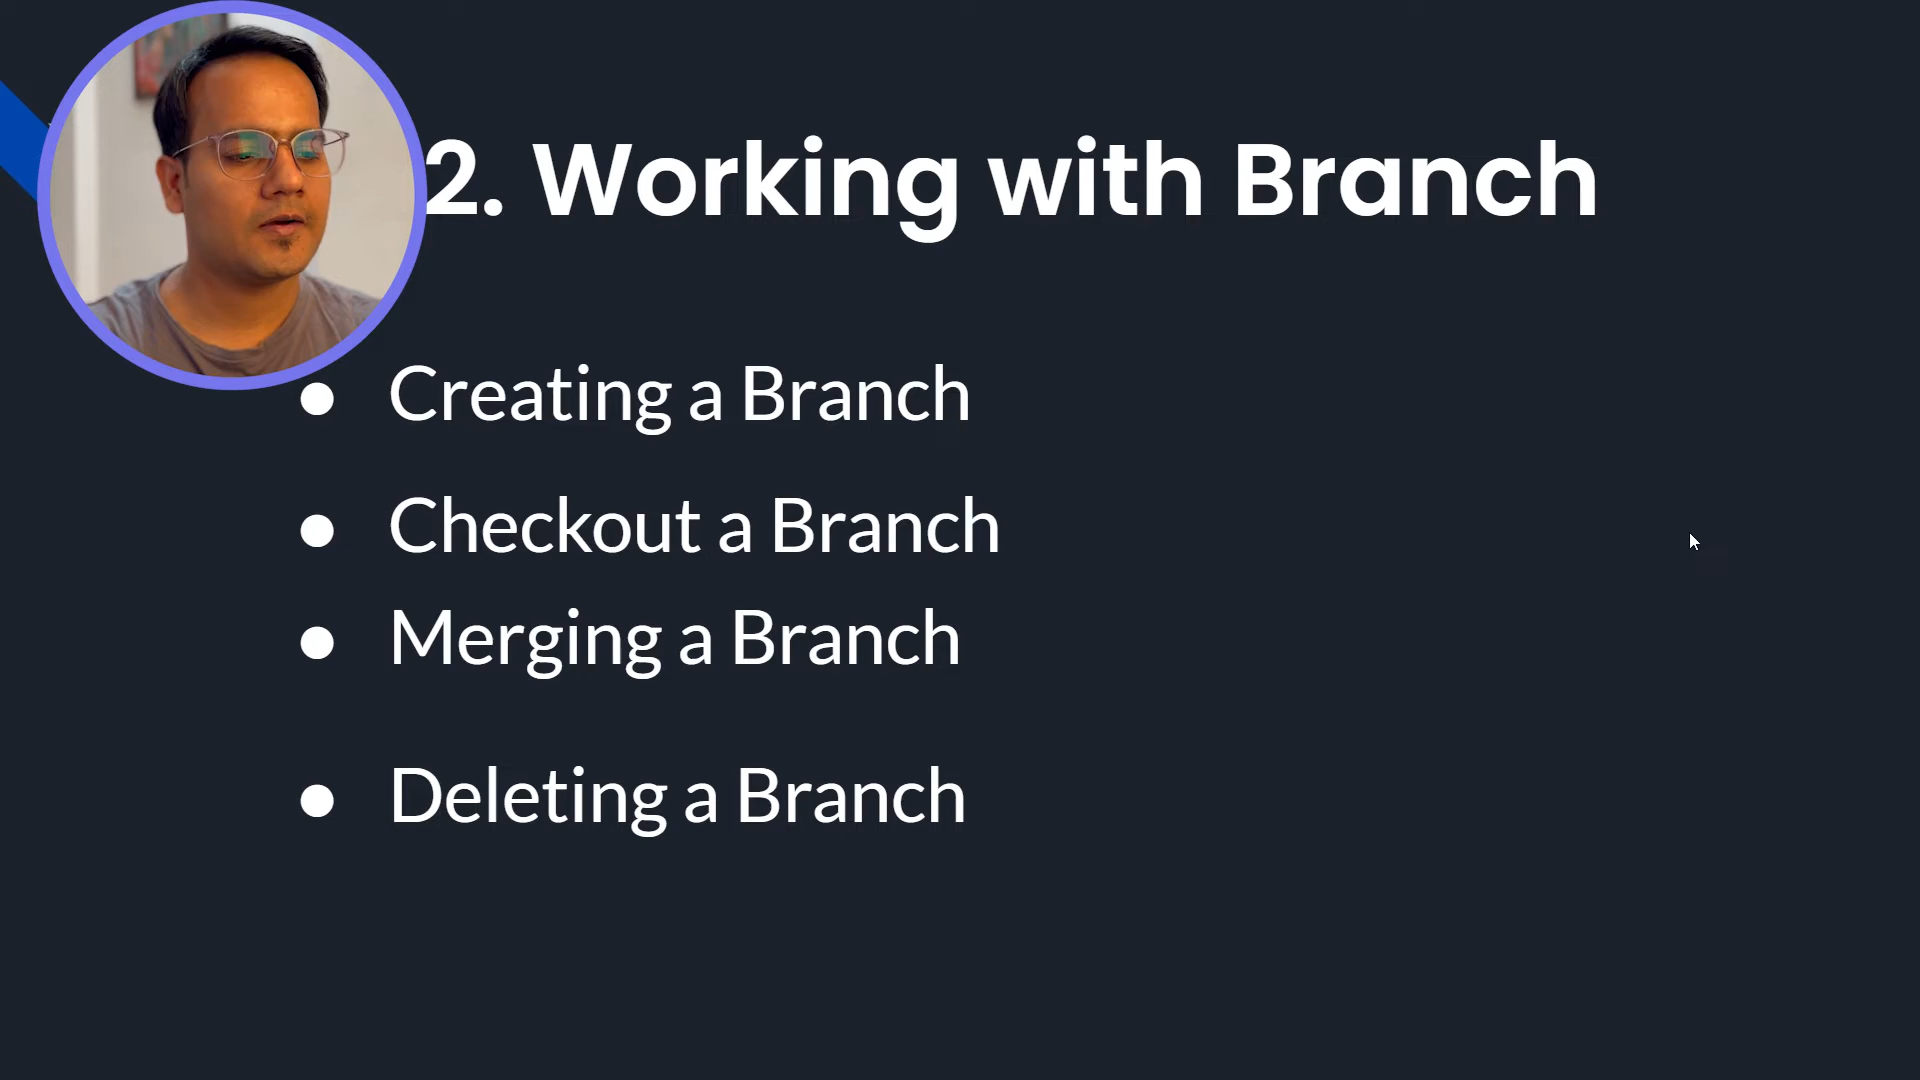 2. Working with Branch
● Creating a Branch
● Checkout a Branch
● Merging a Branch
● Deleting a Branch